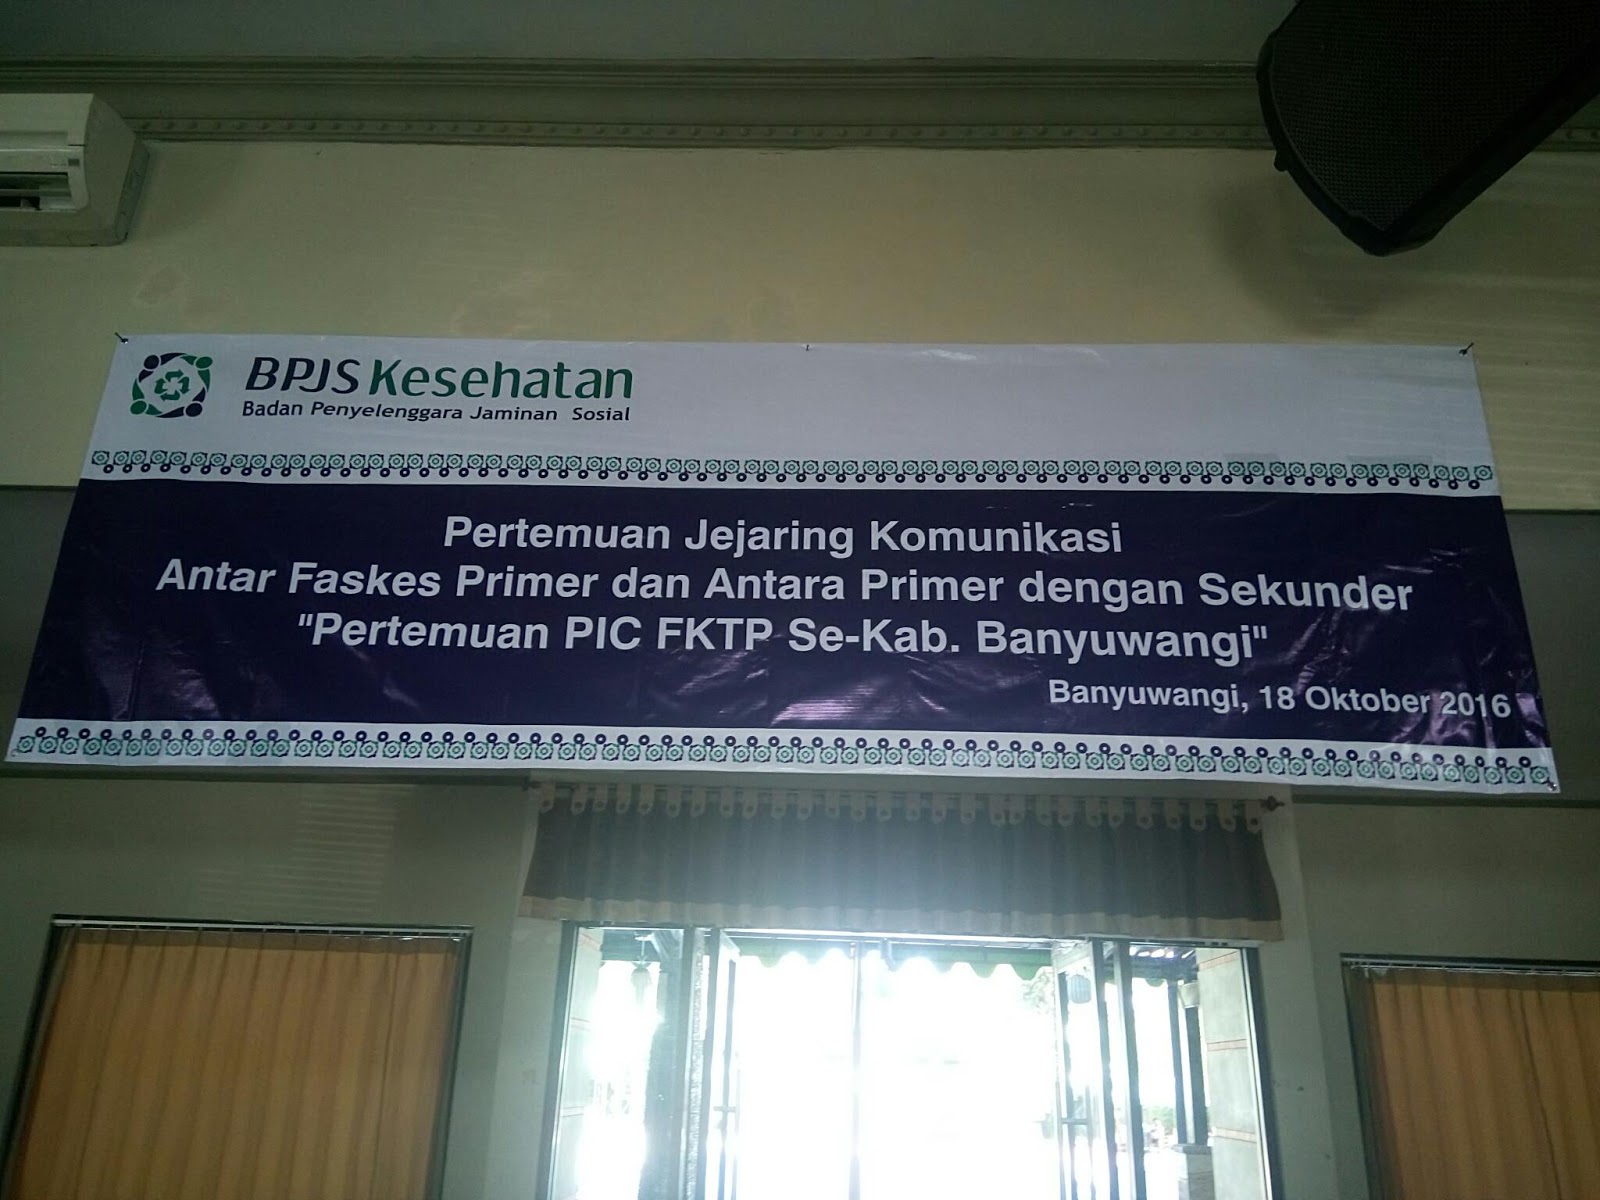 BPJS Kesehatan
Badan Penyelenggara Jaminan Sosial
Pertemuan Jejaring Komunikasi
Antar Faskes Primer dan Antara Primer dengan Sekunder
"Pertemuan PIC FKTP Se-Kab. Banyuwangi"
Banyuwangi, 18 Oktober 2016